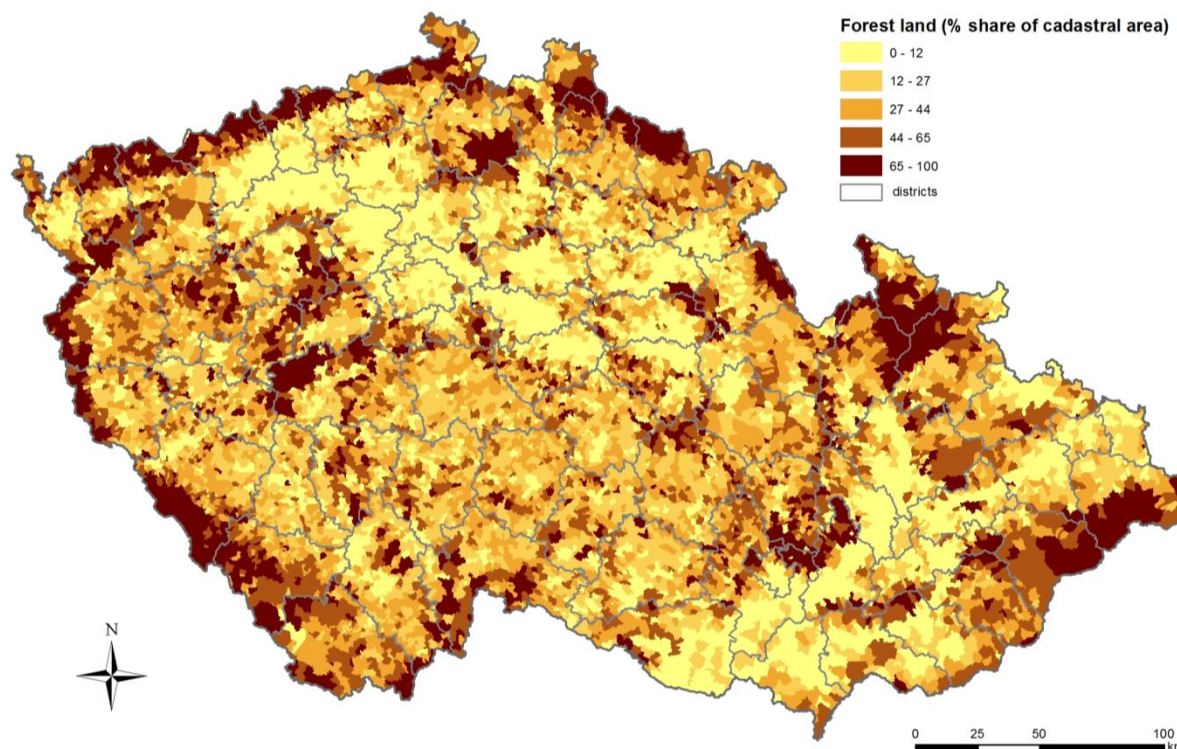 Forest land (% share of cadastral area)
0 - 12
12 - 27
27 - 44
44 - 65
65 - 100
districts
N
0 50 100
km